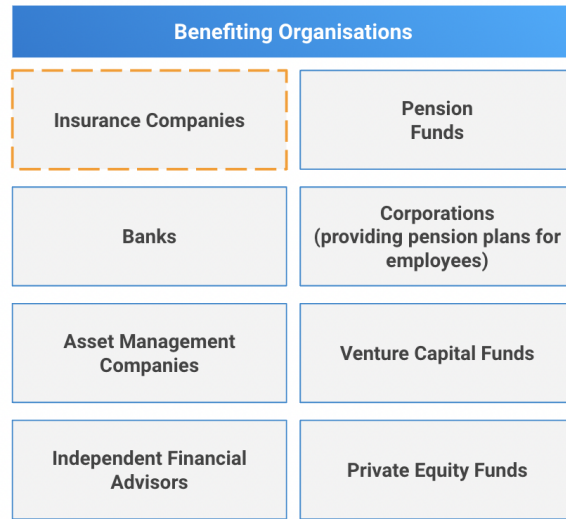 Benefiting Organisations
Insurance Companies
Pension
Funds
Banks
Corporations
(providing pension plans for
employees)
Asset Management
Companies
Venture Capital Funds
Independent Financial
Advisors
Private Equity Funds